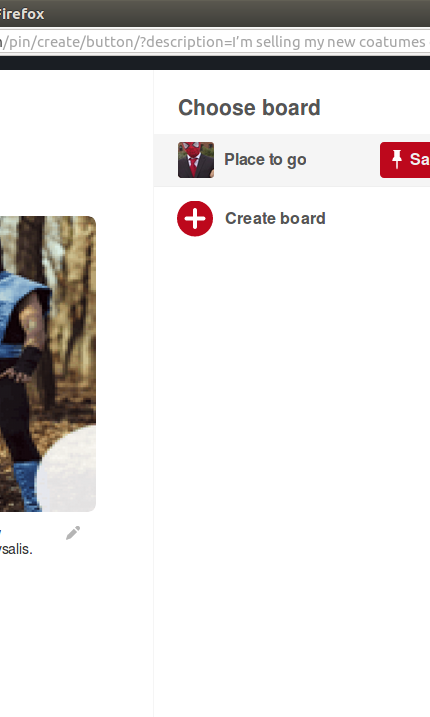 Firefox
/pin/create/button/?description=I'm selling my new coatumes
Choose board
Place to go
Sa
Create board
ysalis.